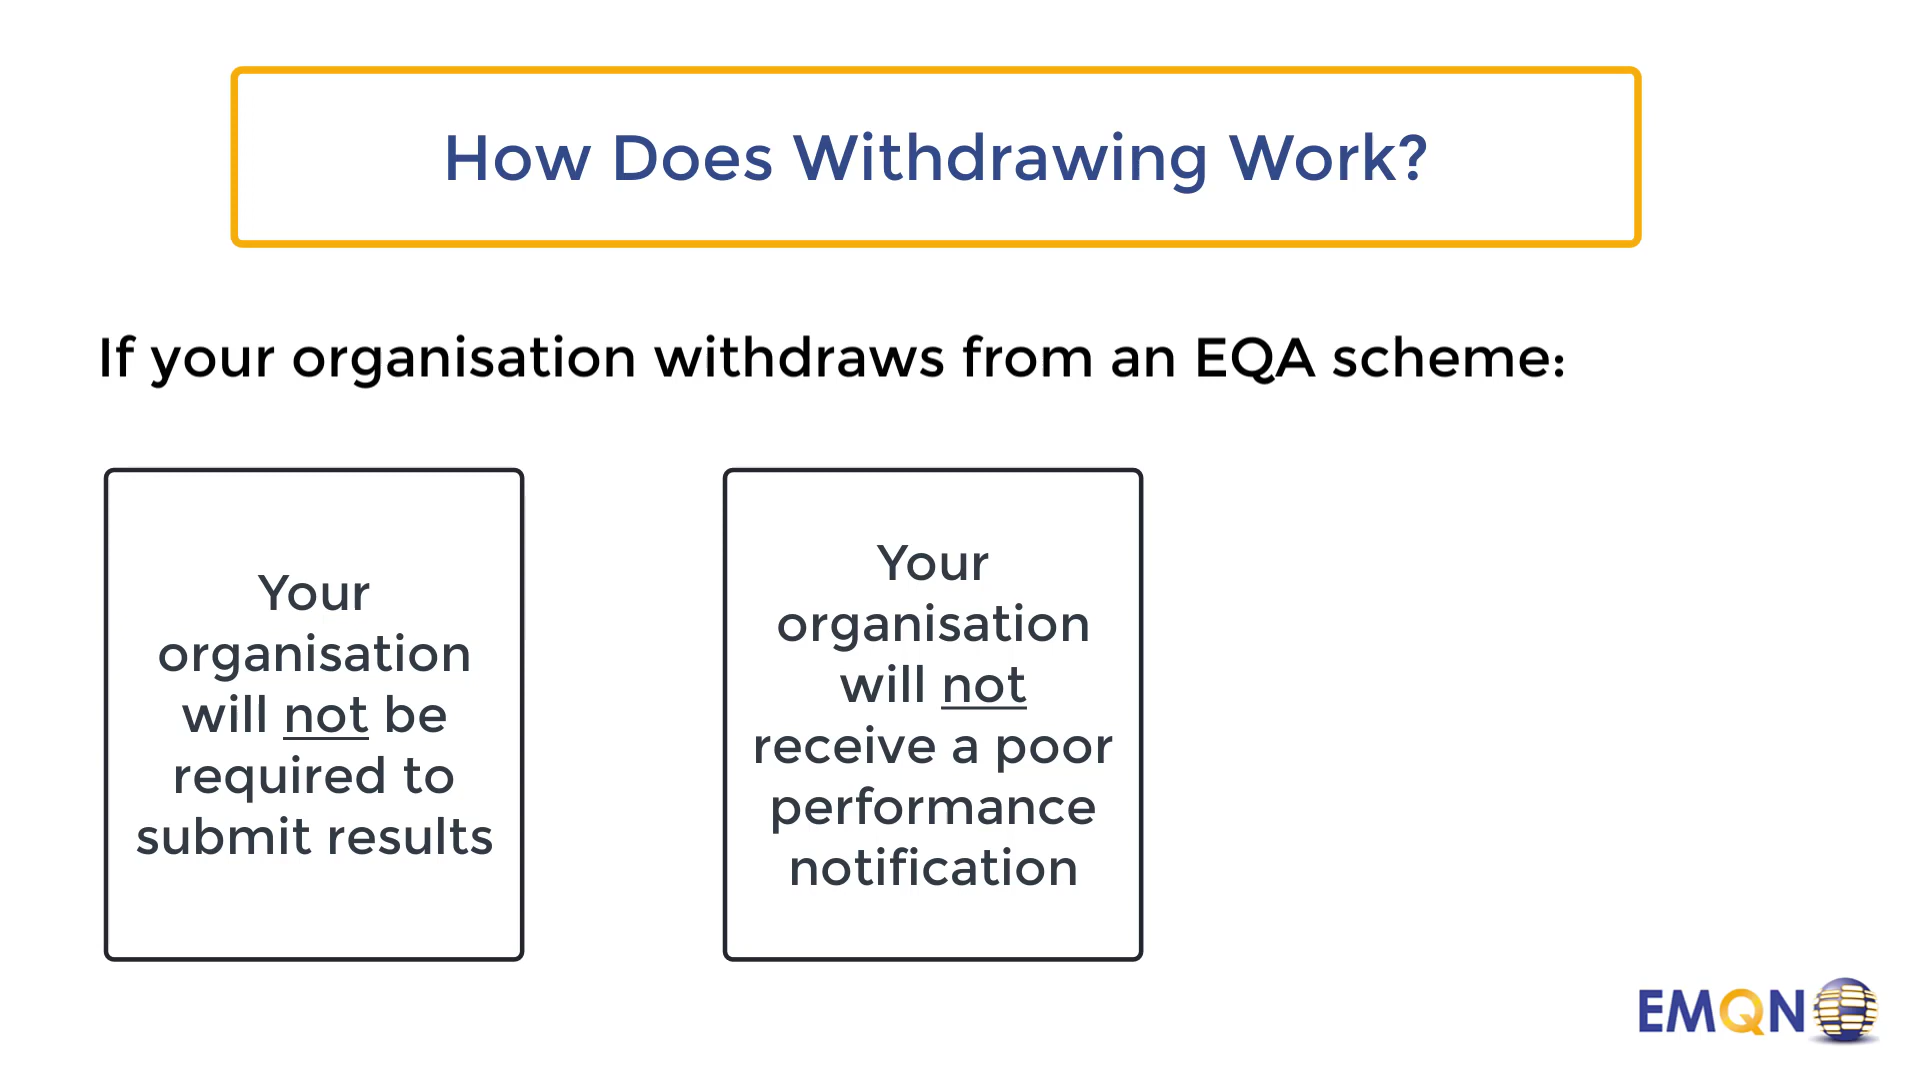 How Does Withdrawing Work?
If your organisation withdraws from an EQA scheme:
Your
organisation
will not be
required to
submit results
Your
organisation
will not
receive a poor
performance
notification
EMQN